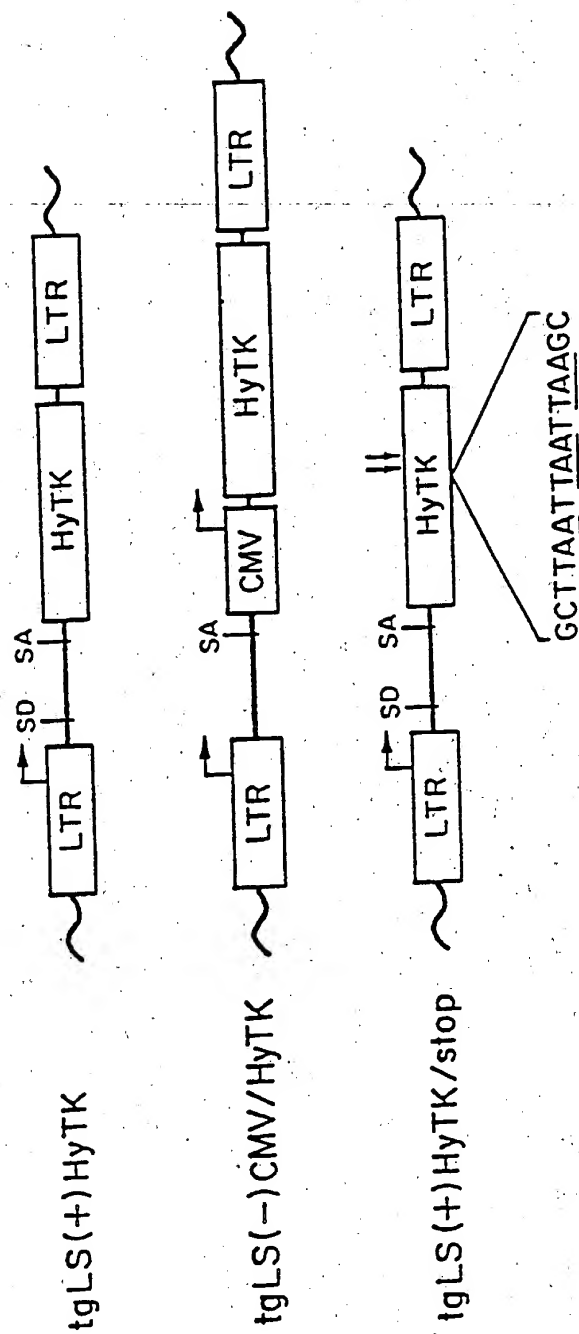 tgLS(+)HyTK
LTR
SD
SA
HyTK
LTR
tgLS(−)CMV/HyTK
LTR
SA
CMV
HyTK
LTR
tgLS(+)HyTK/stop
LTR
SD
SA
HyTK
LTR
GCTTAATTAATTAAGC